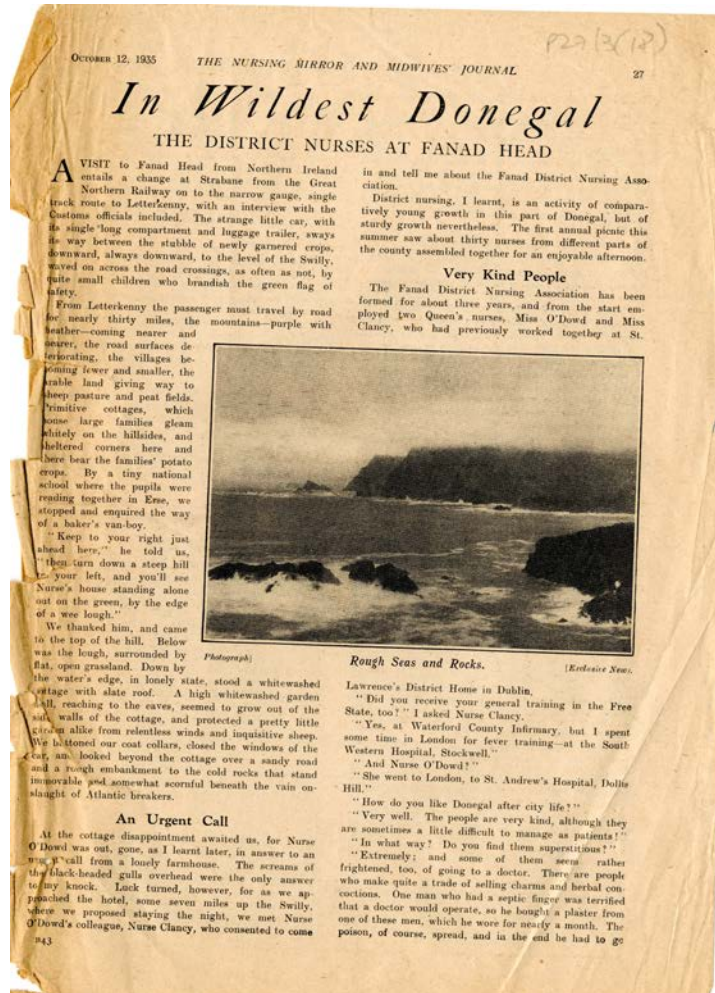 P27/3(18)
OCTOBER 12, 1935
THE NURSING MIRROR AND MIDWIVES' JOURNAL
27
In Wildest Donegal
THE DISTRICT NURSES AT FANAD HEAD
A VISIT to Fanad Head from Northern Ireland
entails a change at Strabane from the Great
Northern Railway on to the narrow gauge, single
track route to Letterkenny, with an interview with the
Customs officials included. The strange little car, with
its single long compartment and luggage trailer, sways
its way between the stubble of newly garnered crops,
downward, always downward, to the level of the Swilly,
waved on across the road crossings, as often as not, by
quite small children who brandish the green flag of
safety.
From Letterkenny the passenger must travel by road
for nearly thirty miles, the mountains—purple with
heather—coming nearer and
nearer, the road surfaces de
teriorating, the villages be-
coming fewer and smaller, the
arable land giving way to
sheep pasture and peat fields.
Primitive cottages, which
house large families gleam
whitely on the hillsides, and
sheltered corners here and
there bear the families' potato
crops. By a tiny national
school where the pupils were
reading together in Erse, we
stopped and enquired the way
of a baker's van-boy.
"Keep to your right just
ahead here," he told us,
"then turn down a steep hill
to your left, and you'll see
Nurse's house standing alone
out on the green, by the edge
of a wee lough."
We thanked him, and came
to the top of the hill. Below
was the lough, surrounded by
flat, open grassland. Down by
the water's edge, in lonely state, stood a whitewashed
cottage with slate roof. A high whitewashed garden
wall, reaching to the eaves, seemed to grow out of the
side walls of the cottage, and protected a pretty little
garden alike from relentless winds and inquisitive sheep.
We buttoned our coat collars, closed the windows of the
car, and looked beyond the cottage over a sandy road
and a rough embankment to the cold rocks that stand
immovable and somewhat scornful beneath the vain on-
slaught of Atlantic breakers.
An Urgent Call
At the cottage disappointment awaited us, for Nurse
O'Dowd was out, gone, as I learnt later, in answer to an
urgent call from a lonely farmhouse. The screams of
the black-headed gulls overhead were the only answer
to my knock. Luck turned, however, for as we ap-
proached the hotel, some seven miles up the Swilly,
where we proposed staying the night, we met Nurse
O'Dowd's colleague, Nurse Clancy, who consented to come
B43
in and tell me about the Fanad District Nursing Asso-
ciation.
District nursing, I learnt, is an activity of compara-
tively young growth in this part of Donegal, but of
sturdy growth nevertheless. The first annual picnic this
summer saw about thirty nurses from different parts of
the county assembled together for an enjoyable afternoon.
Very Kind People
The Fanad District Nursing Association has been
formed for about three years, and from the start em-
ployed two Queen's nurses, Miss O'Dowd and Miss
Clancy, who had previously worked together at St.
Photograph]
Rough Seas and Rocks.
[Exclusive News.
Lawrence's District Home in Dublin,
"Did you receive your general training in the Free
State, too?" I asked Nurse Clancy.
"Yes, at Waterford County Infirmary, but I spent
some time in London for fever training—at the South
Western Hospital, Stockwell."
"And Nurse O'Dowd?"
"She went to London, to St. Andrew's Hospital, Dollis
Hill."
"How do you like Donegal after city life?"
"Very well. The people are very kind, although they
are sometimes a little difficult to manage as patients!"
"In what way? Do you find them superstitious?"
"Extremely; and some of them seem rather
frightened, too, of going to a doctor. There are people
who make quite a trade of selling charms and herbal con-
coctions. One man who had a septic finger was terrified
that a doctor would operate, so he bought a plaster from
one of these men, which he wore for nearly a month. The
poison, of course, spread, and in the end he had to go